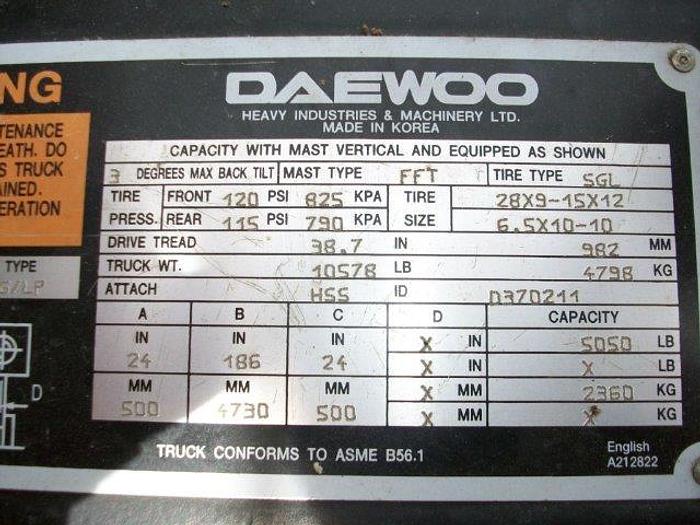 NG
TENANCE
EATH. DO
S TRUCK
AINED.
ERATION
TYPE
G/LP
D
DAEWOO
HEAVY INDUSTRIES & MACHINERY LTD.
MADE IN KOREA
CAPACITY WITH MAST VERTICAL AND EQUIPPED AS SHOWN
3 DEGREES MAX BACK TILT MAST TYPE FFT TIRE TYPE SGL
TIRE FRONT 120 PSI 825 KPA TIRE 28X9-15X12
PRESS. REAR 115 PSI 790 KPA SIZE 6.5X10-10
DRIVE TREAD 38.7 IN 982 MM
TRUCK WT. 10578 LB 4798 KG
ATTACH HSS ID D370211
A B C D CAPACITY
IN IN IN X IN 5050 LB
24 186 24 X IN X LB
MM MM MM X MM 2360 KG
500 4730 500 X MM X KG
TRUCK CONFORMS TO ASME B56.1
English
A212822